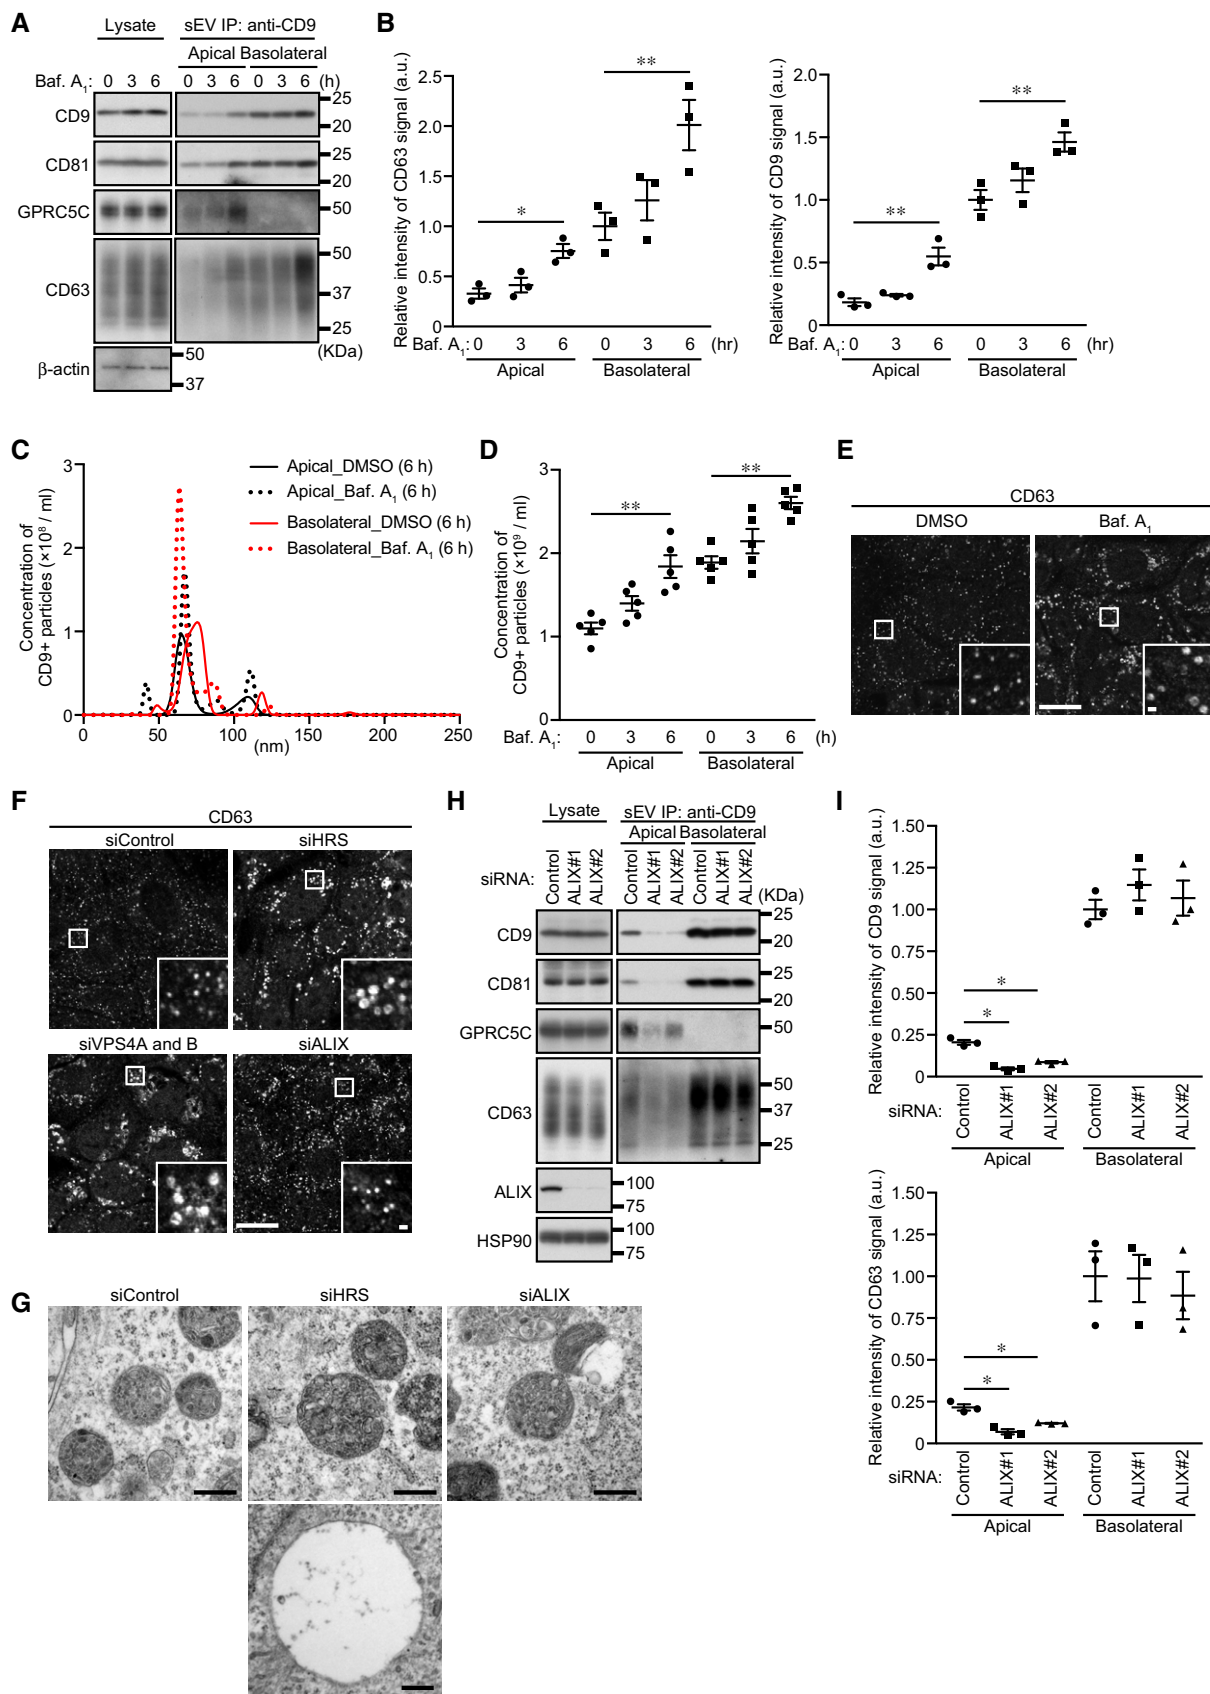 A
Lysate
sEV IP: anti-CD9
Apical Basolateral
Baf. A1: 0 3 6 0 3 6 0 3 6 (h)
CD9
25
20
CD81
25
20
GPRC5C
50
CD63
50
37
25
(KDa)
β-actin
50
37
B
Relative intensity of CD63 signal (a.u.)
2.5
2.0
1.5
1.0
0.5
0
*
**
Baf. A1: 0 3 6 0 3 6 (hr)
Apical
Basolateral
Relative intensity of CD9 signal (a.u.)
2.0
1.5
1.0
0.5
0
**
**
Baf. A1: 0 3 6 0 3 6 (hr)
Apical
Basolateral
C
Concentration of
CD9+ particles (×10⁸ / ml)
3
2
1
0
0 50 100 150 200 250
(nm)
Apical_DMSO (6 h)
Apical_Baf. A1 (6 h)
Basolateral_DMSO (6 h)
Basolateral_Baf. A1 (6 h)
D
Concentration of
CD9+ particles (×10⁹ / ml)
3
2
1
0
**
**
Baf. A1: 0 3 6 0 3 6 (h)
Apical
Basolateral
E
CD63
DMSO
Baf. A1
F
CD63
siControl
siHRS
siVPS4A and B
siALIX
G
siControl
siHRS
siALIX
H
Lysate
sEV IP: anti-CD9
Apical Basolateral
siRNA: Control ALIX#1 ALIX#2 Control ALIX#1 ALIX#2 Control ALIX#1 ALIX#2
(KDa)
CD9
25
20
CD81
25
20
GPRC5C
50
CD63
50
37
25
ALIX
100
75
HSP90
100
75
I
Relative intensity of CD9 signal (a.u.)
1.50
1.25
1.00
0.75
0.50
0.25
0
*
*
siRNA: Control ALIX#1 ALIX#2 Control ALIX#1 ALIX#2
Apical
Basolateral
Relative intensity of CD63 signal (a.u.)
1.50
1.25
1.00
0.75
0.50
0.25
0
*
*
siRNA: Control ALIX#1 ALIX#2 Control ALIX#1 ALIX#2
Apical
Basolateral